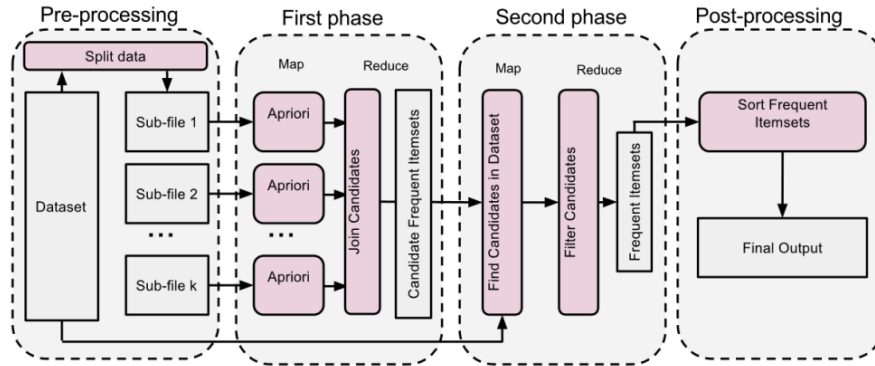 Pre-processing
First phase
Second phase
Post-processing
Split data
Dataset
Sub-file 1
Sub-file 2
...
Sub-file k
Map
Reduce
Apriori
Apriori
...
Apriori
Join Candidates
Candidate Frequent Itemsets
Map
Reduce
Find Candidates in Dataset
Filter Candidates
Frequent Itemsets
Sort Frequent
Itemsets
Final Output